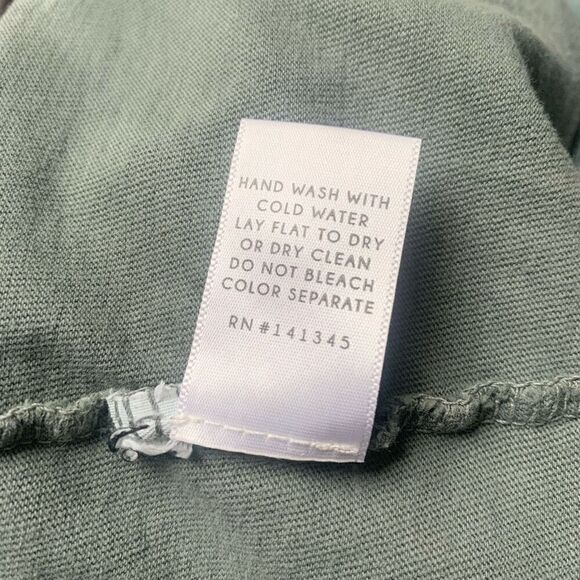 HAND WASH WITH
COLD WATER
LAY FLAT TO DRY
OR DRY CLEAN
DO NOT BLEACH
COLOR SEPARATE
RN #141345